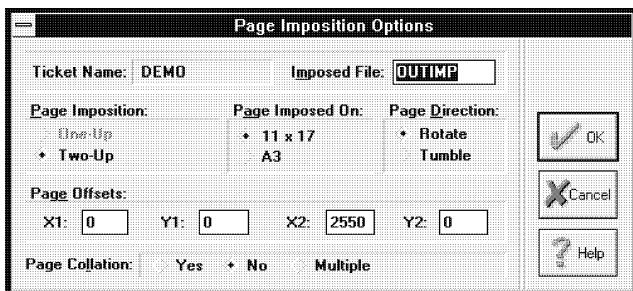 Page Imposition Options
Ticket Name: DEMO Imposed File: OUTIMP
Page Imposition: Page Imposed On: Page Direction:
One-Up 11 x 17 Rotate
Two-Up A3 Tumble
OK
Page Offsets:
Cancel
X1: 0 Y1: 0 X2: 2550 Y2: 0
Help
Page Collation: Yes No Multiple